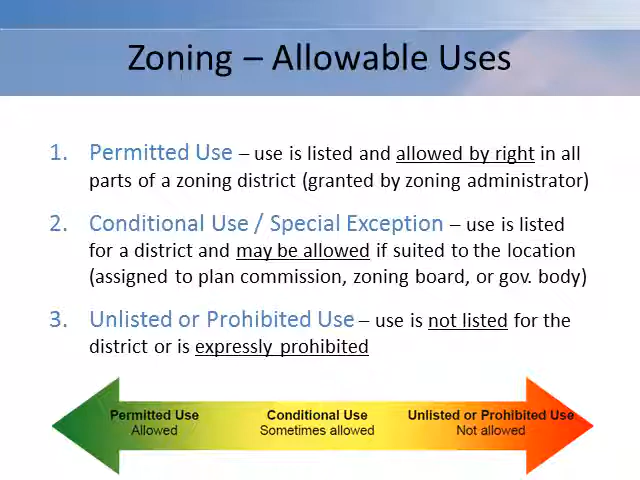 Zoning – Allowable Uses
1. Permitted Use – use is listed and allowed by right in all
parts of a zoning district (granted by zoning administrator)
2. Conditional Use / Special Exception – use is listed
for a district and may be allowed if suited to the location
(assigned to plan commission, zoning board, or gov. body)
3. Unlisted or Prohibited Use – use is not listed for the
district or is expressly prohibited
Permitted Use
Allowed
Conditional Use
Sometimes allowed
Unlisted or Prohibited Use
Not allowed